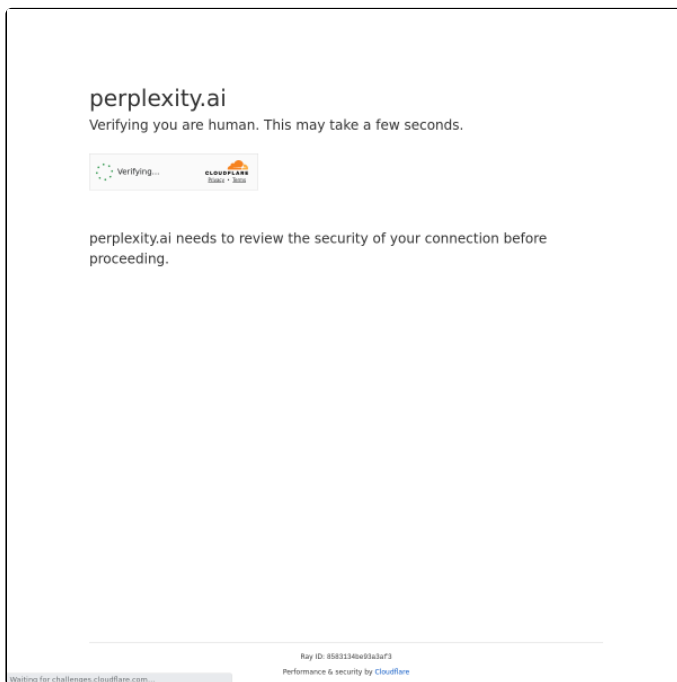 perplexity.ai
Verifying you are human. This may take a few seconds.
Verifying...
CLOUDFLARE
Privacy • Terms
perplexity.ai needs to review the security of your connection before
proceeding.
Ray ID: 8583134be93a3af3
Performance & security by Cloudflare
Waiting for challenges.cloudflare.com...